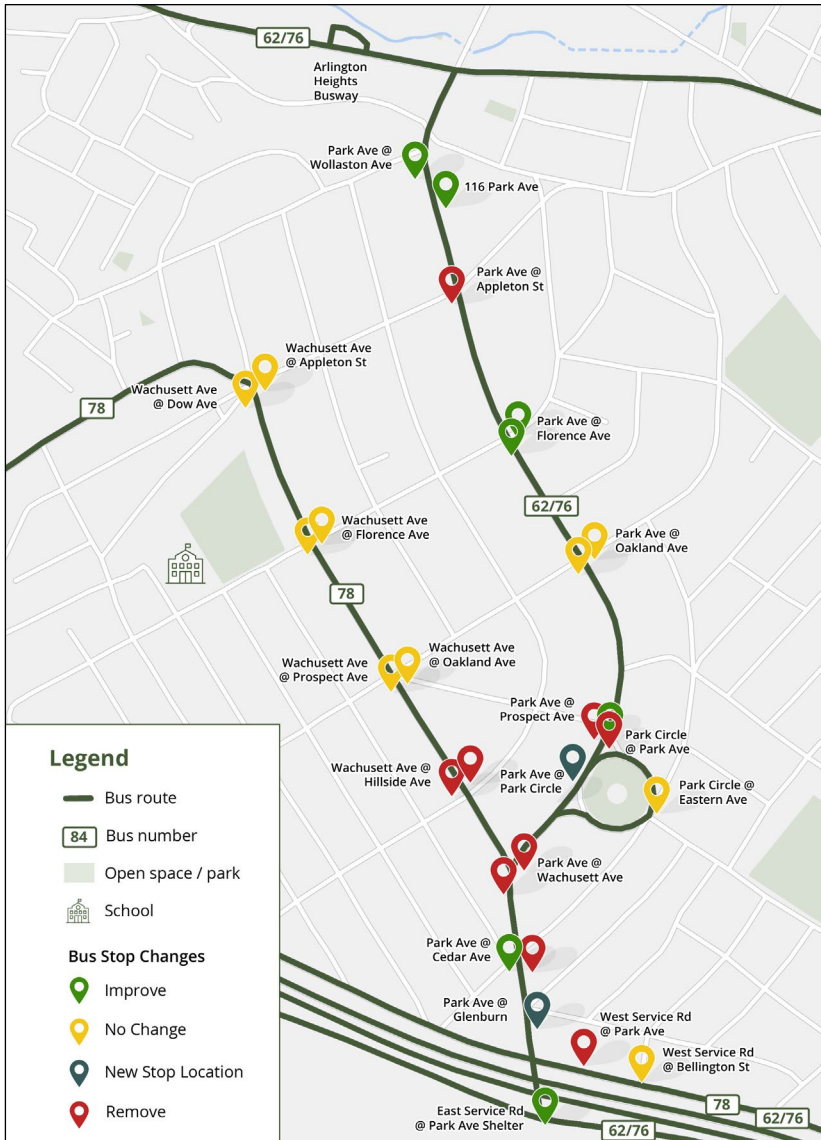 62/76
Arlington
Heights
Busway
Park Ave @
Wollaston Ave
116 Park Ave
Park Ave @
Appleton St
Wachusett Ave
@ Appleton St
Wachusett Ave
@ Dow Ave
78
Park Ave @
Florence Ave
62/76
Wachusett Ave
@ Florence Ave
Park Ave @
Oakland Ave
78
Wachusett Ave
@ Oakland Ave
Wachusett Ave
@ Prospect Ave
Park Ave @
Prospect Ave
Park Circle
@ Park Ave
Wachusett Ave @
Hillside Ave
Park Ave @
Park Circle
Park Circle @
Eastern Ave
Park Ave @
Wachusett Ave
Park Ave @
Cedar Ave
Park Ave @
Glenburn
West Service Rd
@ Park Ave
West Service Rd
@ Bellington St
East Service Rd
@ Park Ave Shelter
78
62/76
62/76
Legend
Bus route
84 Bus number
Open space / park
School
Bus Stop Changes
Improve
No Change
New Stop Location
Remove